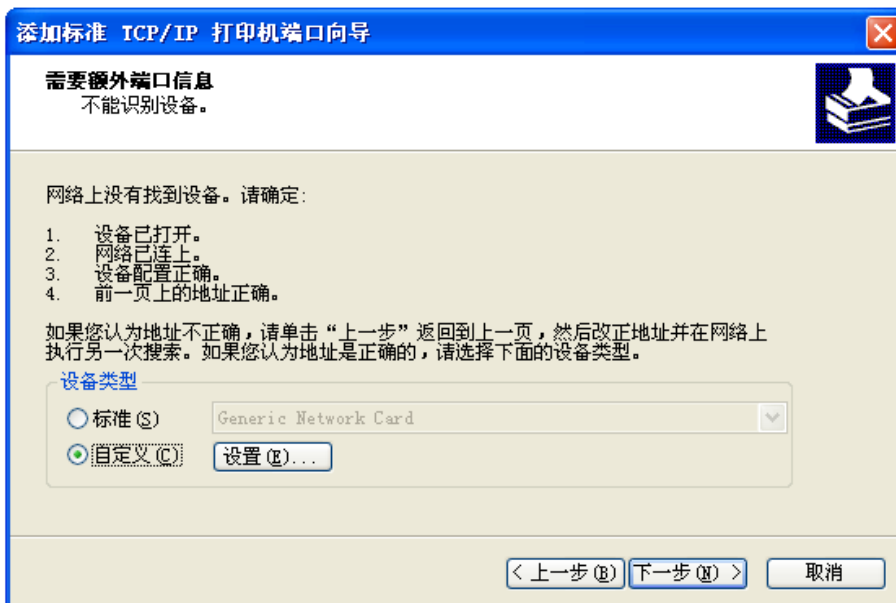 添加标准 TCP/IP 打印机端口向导
需要额外端口信息
不能识别设备。
网络上没有找到设备。请确定:
1. 设备已打开。
2. 网络已连上。
3. 设备配置正确。
4. 前一页上的地址正确。
如果您认为地址不正确，请单击“上一步”返回到上一页，然后改正地址并在网络上
执行另一次搜索。如果您认为地址是正确的，请选择下面的设备类型。
设备类型
标准(S) Generic Network Card
自定义(C) 设置(E)...
< 上一步(B) 下一步(N) > 取消